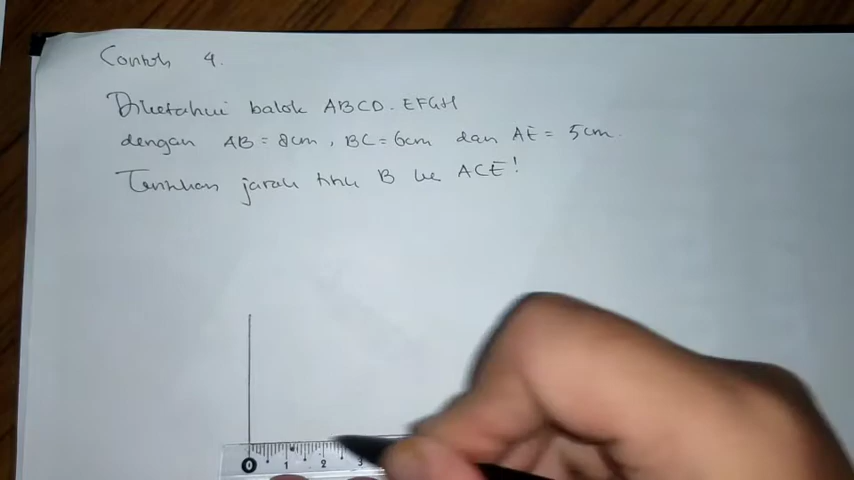 Contoh 4.
Diketahui balok ABCD.EFGH
dengan AB = 8cm, BC = 6cm dan AE = 5cm.
Tentukan jarak titik B ke ACE!
0 1 2 3